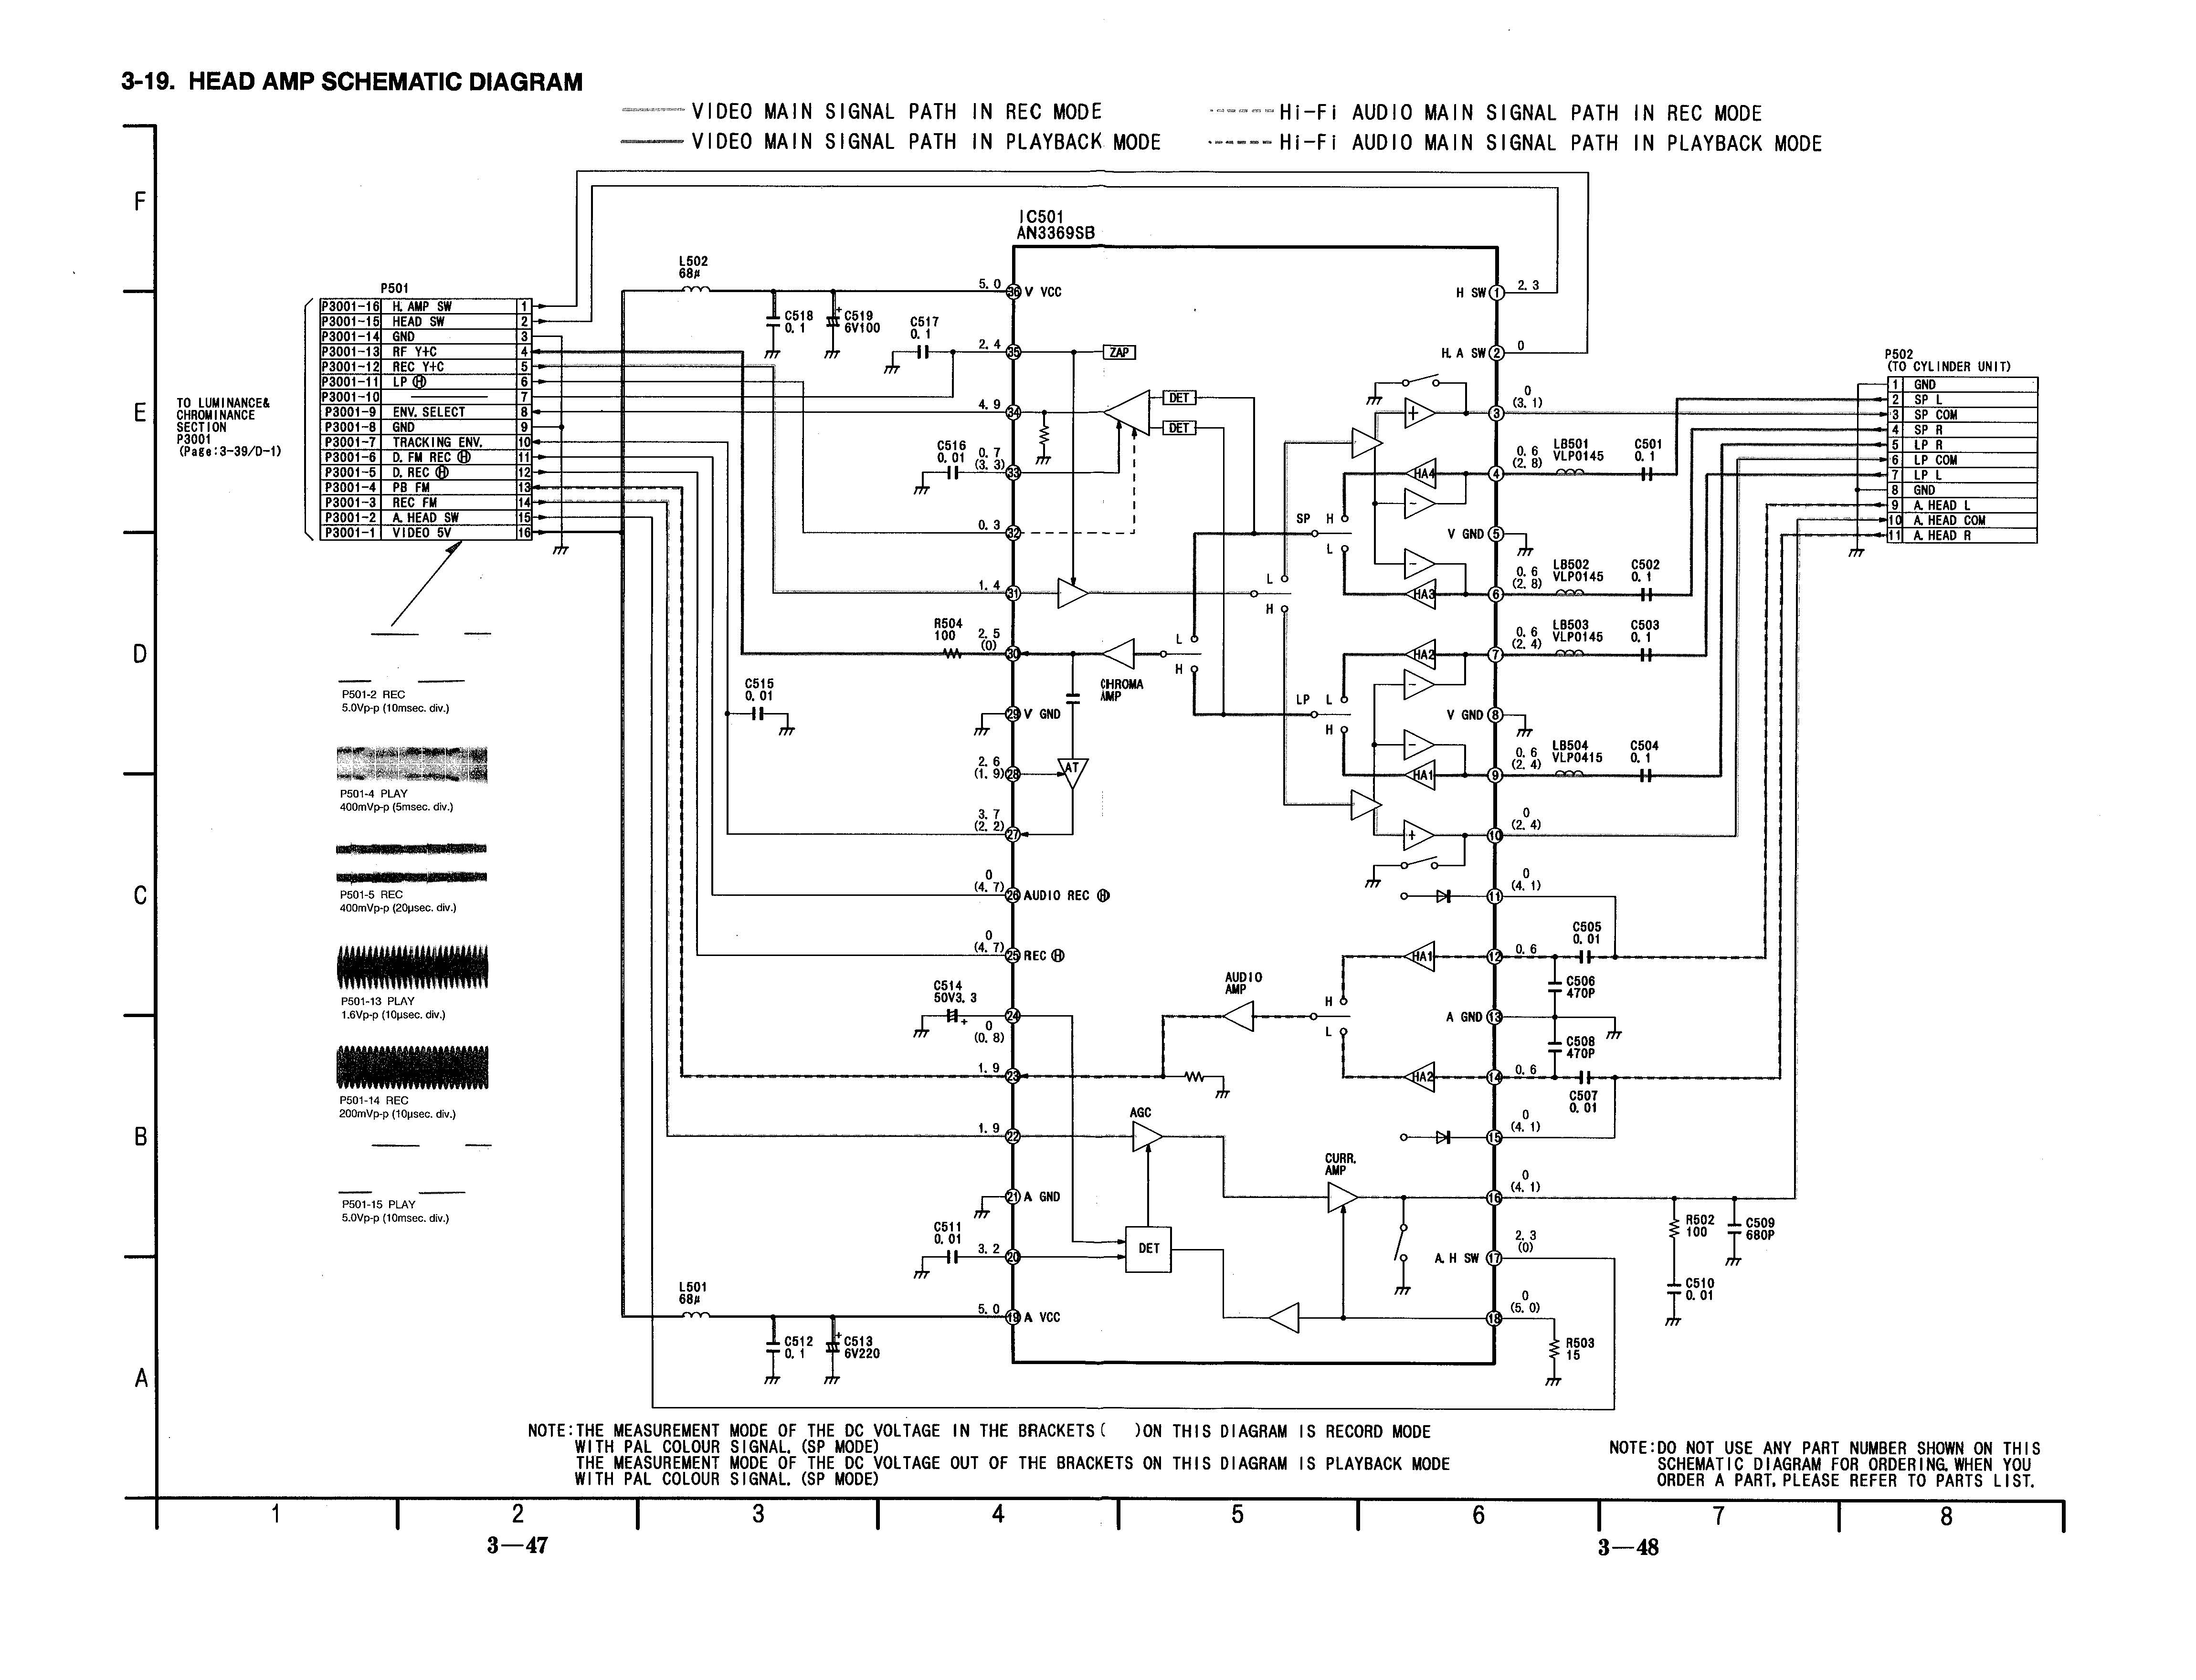 3-19. HEAD AMP SCHEMATIC DIAGRAM
VIDEO MAIN SIGNAL PATH IN REC MODE
Hi-Fi AUDIO MAIN SIGNAL PATH IN REC MODE
VIDEO MAIN SIGNAL PATH IN PLAYBACK MODE
Hi-Fi AUDIO MAIN SIGNAL PATH IN PLAYBACK MODE
F
E
D
C
B
A
TO LUMINANCE&
CHROMINANCE
SECTION
P3001
(Page:3-39/D-1)
P501
P3001-16 H. AMP SW 1
P3001-15 HEAD SW 2
P3001-14 GND 3
P3001-13 RF Y+C 4
P3001-12 REC Y+C 5
P3001-11 LP Ⓗ 6
P3001-10 7
P3001-9 ENV. SELECT 8
P3001-8 GND 9
P3001-7 TRACKING ENV. 10
P3001-6 D. FM REC Ⓗ 11
P3001-5 D. REC Ⓗ 12
P3001-4 PB FM 13
P3001-3 REC FM 14
P3001-2 A. HEAD SW 15
P3001-1 VIDEO 5V 16
P501-2 REC
5.0Vp-p (10msec. div.)
P501-4 PLAY
400mVp-p (5msec. div.)
P501-5 REC
400mVp-p (20µsec. div.)
P501-13 PLAY
1.6Vp-p (10µsec. div.)
P501-14 REC
200mVp-p (10µsec. div.)
P501-15 PLAY
5.0Vp-p (10msec. div.)
L502
68µ
C518
0.1
C519
6V100
C517
0.1
C516
0.01
R504
100
C515
0.01
C514
50V3.3
C511
0.01
L501
68µ
C512
0.1
C513
6V220
IC501
AN3369SB
5.0
36 V VCC
2.4
35
ZAP
4.9
34
DET
DET
0.7
(3.3)
33
0.3
32
1.4
31
2.5
(0)
30
CHROMA
AMP
29 V GND
2.6
(1.9)
28
AT
3.7
(2.2)
27
0
(4.7)
26 AUDIO REC Ⓗ
0
(4.7)
25 REC Ⓗ
24
0
(0.8)
1.9
23
1.9
22
AGC
21 A GND
3.2
20
DET
5.0
19 A VCC
L
H
L
H
SP H
L
LP L
H
AUDIO
AMP
H
L
CURR.
AMP
H SW 1 2.3
H. A SW 2 0
+
3
0
(3.1)
HA4
4
0.6
(2.8)
-
V GND 5
-
HA3
6
0.6
(2.8)
HA2
7
0.6
(2.4)
-
V GND 8
-
HA1
9
0.6
(2.4)
+
10
0
(2.4)
11
0
(4.1)
HA1
12 0.6
A GND 13
HA2
14 0.6
15
0
(4.1)
16
0
(4.1)
A. H SW 17
2.3
(0)
18
0
(5.0)
LB501
VLP0145
C501
0.1
LB502
VLP0145
C502
0.1
LB503
VLP0145
C503
0.1
LB504
VLP0415
C504
0.1
C505
0.01
C506
470P
C508
470P
C507
0.01
R502
100
C509
680P
C510
0.01
R503
15
P502
(TO CYLINDER UNIT)
1 GND
2 SP L
3 SP COM
4 SP R
5 LP R
6 LP COM
7 LP L
8 GND
9 A. HEAD L
10 A. HEAD COM
11 A. HEAD R
NOTE:THE MEASUREMENT MODE OF THE DC VOLTAGE IN THE BRACKETS( )ON THIS DIAGRAM IS RECORD MODE
WITH PAL COLOUR SIGNAL. (SP MODE)
THE MEASUREMENT MODE OF THE DC VOLTAGE OUT OF THE BRACKETS ON THIS DIAGRAM IS PLAYBACK MODE
WITH PAL COLOUR SIGNAL. (SP MODE)
NOTE:DO NOT USE ANY PART NUMBER SHOWN ON THIS
SCHEMATIC DIAGRAM FOR ORDERING. WHEN YOU
ORDER A PART, PLEASE REFER TO PARTS LIST.
1 2 3 4 5 6 7 8
3—47
3—48